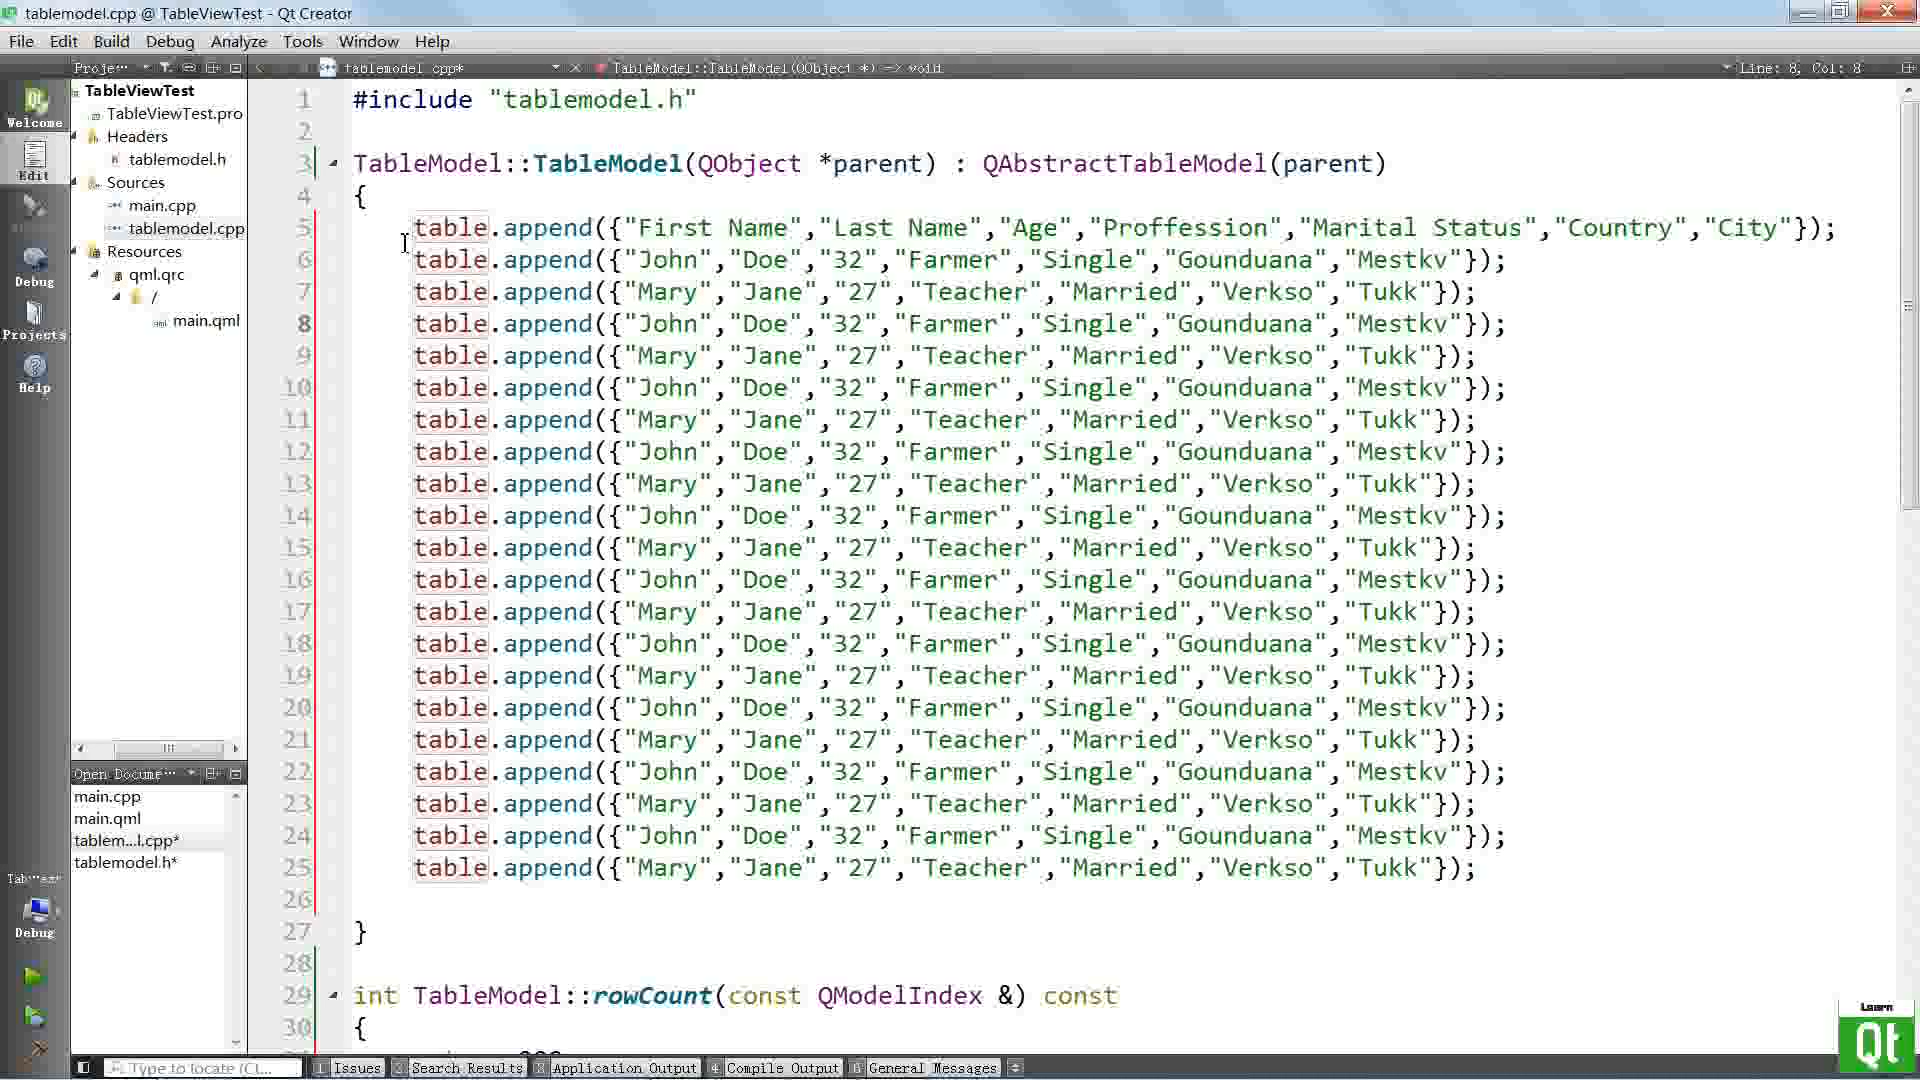 tablemodel.cpp @ TableViewTest - Qt Creator
File Edit Build Debug Analyze Tools Window Help
Proje··· tablemodel.cpp* TableModel::TableModel(QObject *) -> void Line: 8, Col: 8
Welcome
Edit
Debug
Projects
Help
TableViewTest
TableViewTest.pro
Headers
tablemodel.h
Sources
main.cpp
tablemodel.cpp
Resources
qml.qrc
/
main.qml
Open Docume···
main.cpp
main.qml
tablem...l.cpp*
tablemodel.h*
Debug
1 #include "tablemodel.h"
2
3 TableModel::TableModel(QObject *parent) : QAbstractTableModel(parent)
4 {
5 table.append({"First Name","Last Name","Age","Proffession","Marital Status","Country","City"});
6 table.append({"John","Doe","32","Farmer","Single","Gounduana","Mestkv"});
7 table.append({"Mary","Jane","27","Teacher","Married","Verkso","Tukk"});
8 table.append({"John","Doe","32","Farmer","Single","Gounduana","Mestkv"});
9 table.append({"Mary","Jane","27","Teacher","Married","Verkso","Tukk"});
10 table.append({"John","Doe","32","Farmer","Single","Gounduana","Mestkv"});
11 table.append({"Mary","Jane","27","Teacher","Married","Verkso","Tukk"});
12 table.append({"John","Doe","32","Farmer","Single","Gounduana","Mestkv"});
13 table.append({"Mary","Jane","27","Teacher","Married","Verkso","Tukk"});
14 table.append({"John","Doe","32","Farmer","Single","Gounduana","Mestkv"});
15 table.append({"Mary","Jane","27","Teacher","Married","Verkso","Tukk"});
16 table.append({"John","Doe","32","Farmer","Single","Gounduana","Mestkv"});
17 table.append({"Mary","Jane","27","Teacher","Married","Verkso","Tukk"});
18 table.append({"John","Doe","32","Farmer","Single","Gounduana","Mestkv"});
19 table.append({"Mary","Jane","27","Teacher","Married","Verkso","Tukk"});
20 table.append({"John","Doe","32","Farmer","Single","Gounduana","Mestkv"});
21 table.append({"Mary","Jane","27","Teacher","Married","Verkso","Tukk"});
22 table.append({"John","Doe","32","Farmer","Single","Gounduana","Mestkv"});
23 table.append({"Mary","Jane","27","Teacher","Married","Verkso","Tukk"});
24 table.append({"John","Doe","32","Farmer","Single","Gounduana","Mestkv"});
25 table.append({"Mary","Jane","27","Teacher","Married","Verkso","Tukk"});
26
27 }
28
29 int TableModel::rowCount(const QModelIndex &) const
30 {
Learn
Qt
Type to locate (C(... 1 Issues 2 Search Results 3 Application Output 4 Compile Output 6 General Messages